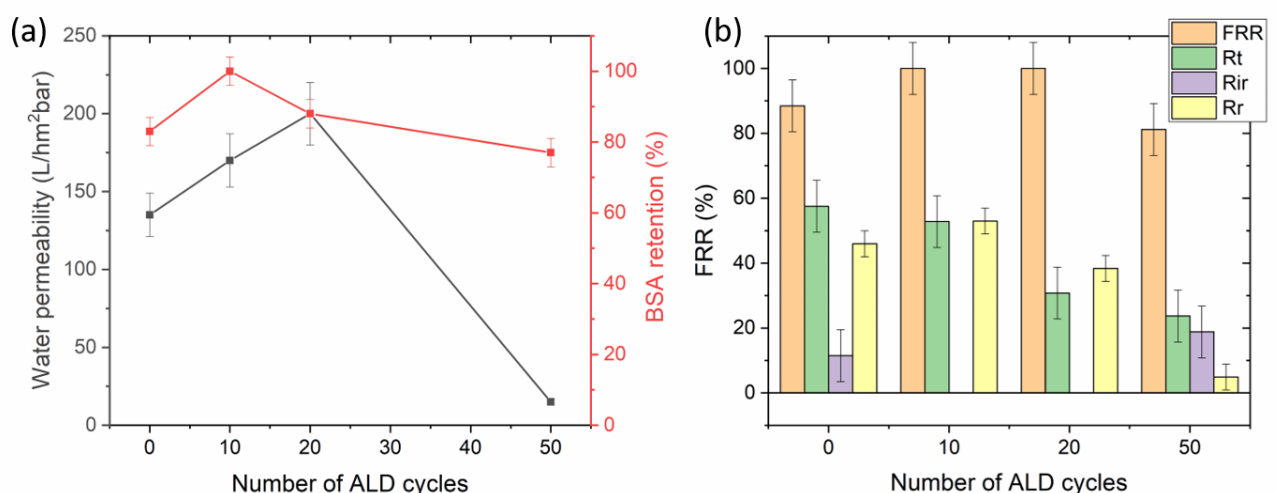 (a)
250
200
150
100
50
0
Water permeability (L/hm²bar)
100
80
60
40
20
0
BSA retention (%)
0 10 20 30 40 50
Number of ALD cycles
(b)
FRR
Rt
Rir
Rr
100
80
60
40
20
0
FRR (%)
0 10 20 50
Number of ALD cycles